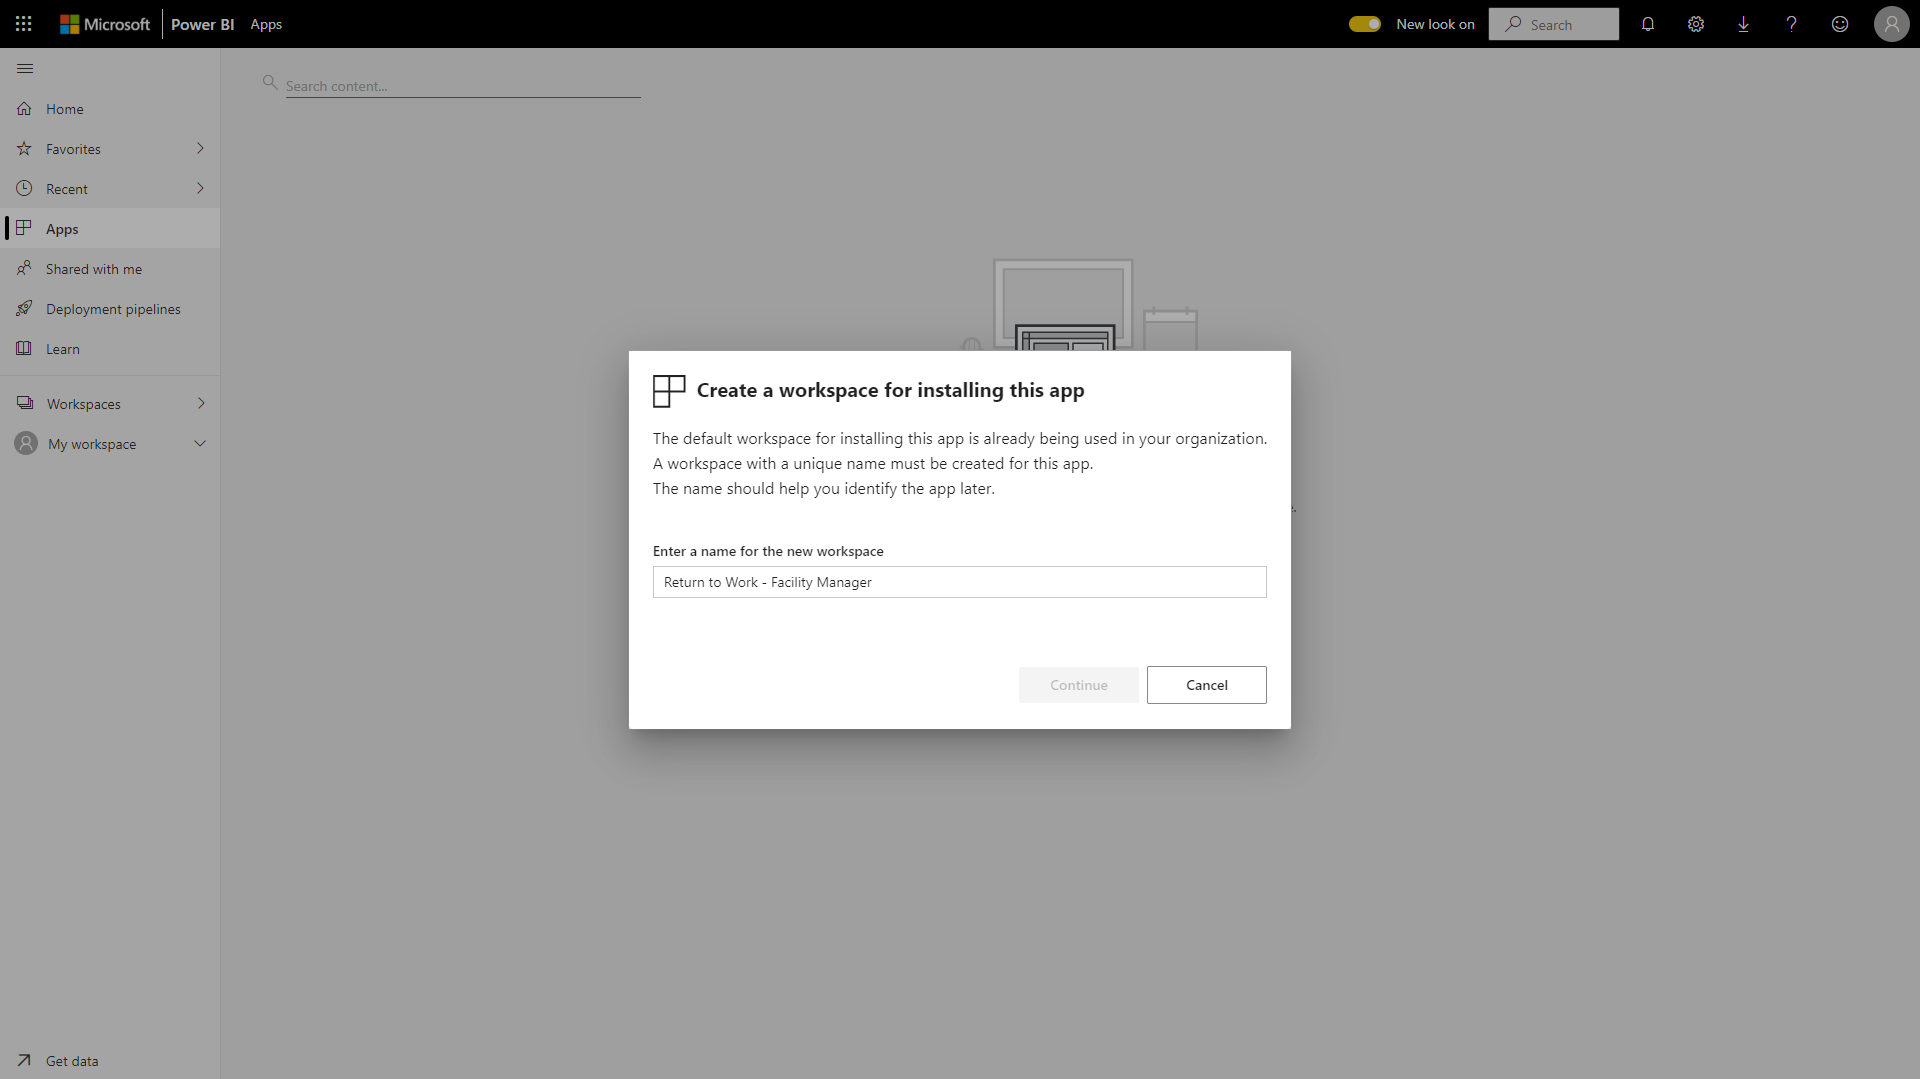 Microsoft
Power BI
Apps
New look on
Search
Search content...
Home
Favorites
Recent
Apps
Shared with me
Deployment pipelines
Learn
Workspaces
My workspace
Get data
Create a workspace for installing this app
The default workspace for installing this app is already being used in your organization.
A workspace with a unique name must be created for this app.
The name should help you identify the app later.
Enter a name for the new workspace
Return to Work - Facility Manager
Continue
Cancel